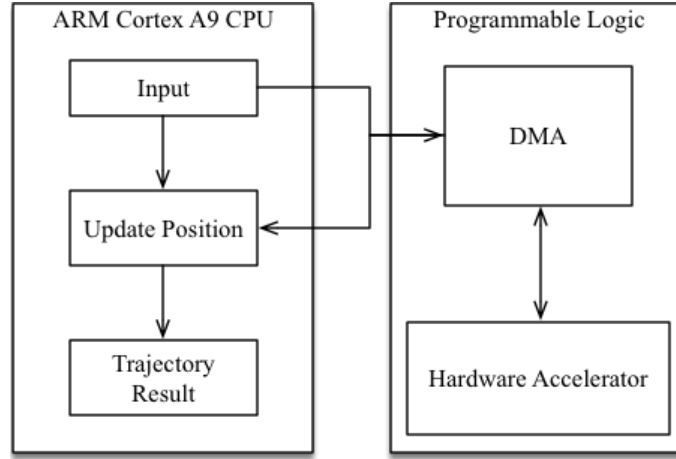 ARM Cortex A9 CPU
Input
Update Position
Trajectory
Result
Programmable Logic
DMA
Hardware Accelerator